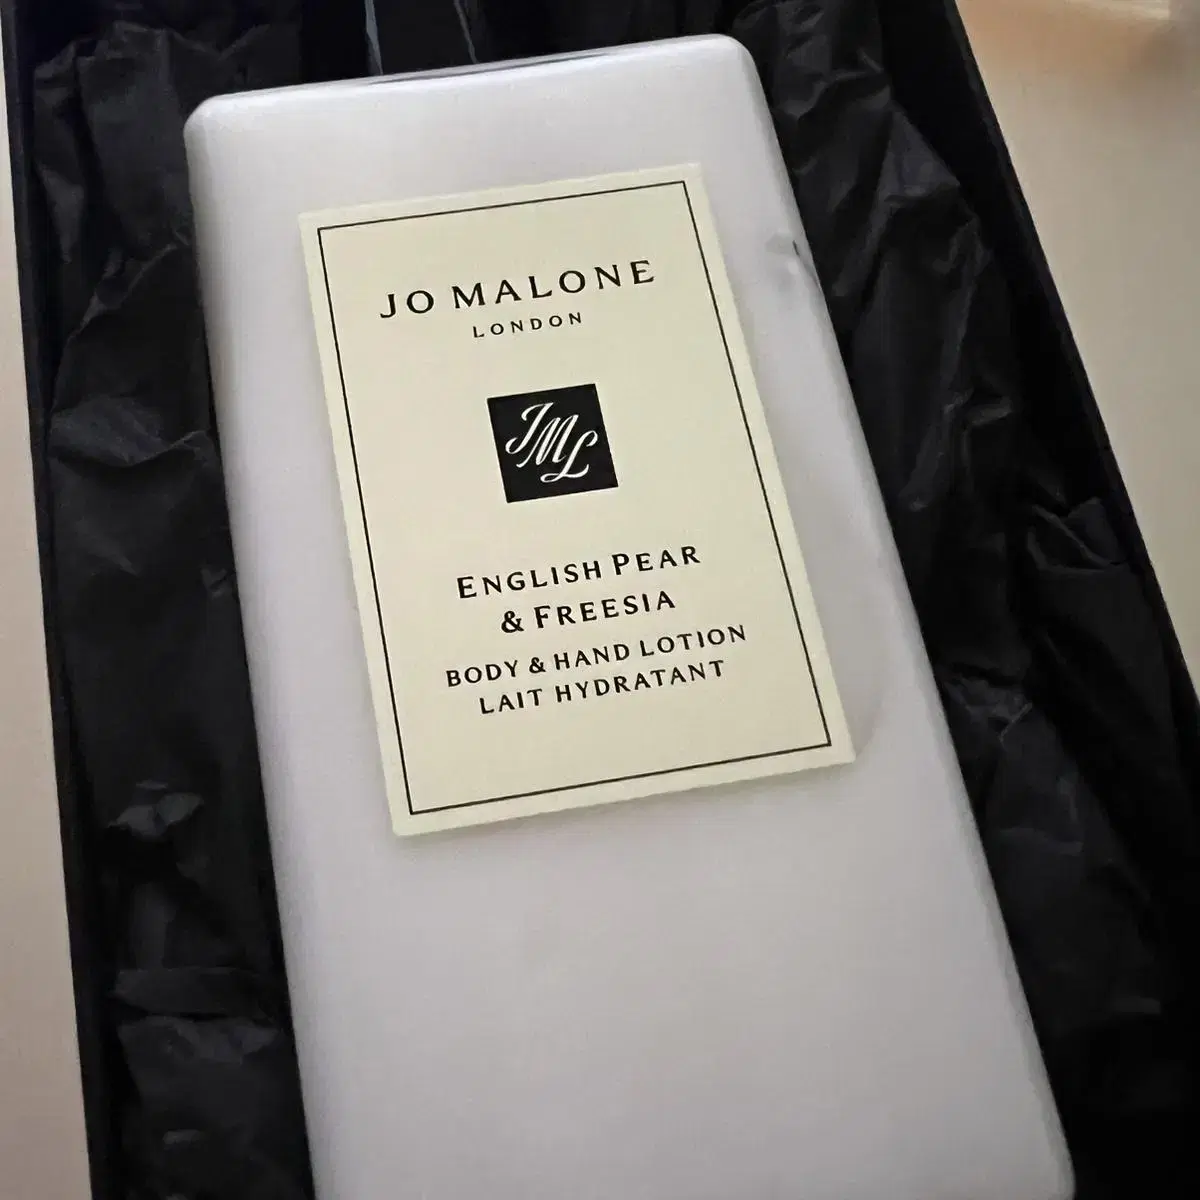 JO MALONE
LONDON
JML
ENGLISH PEAR
& FREESIA
BODY & HAND LOTION
LAIT HYDRATANT